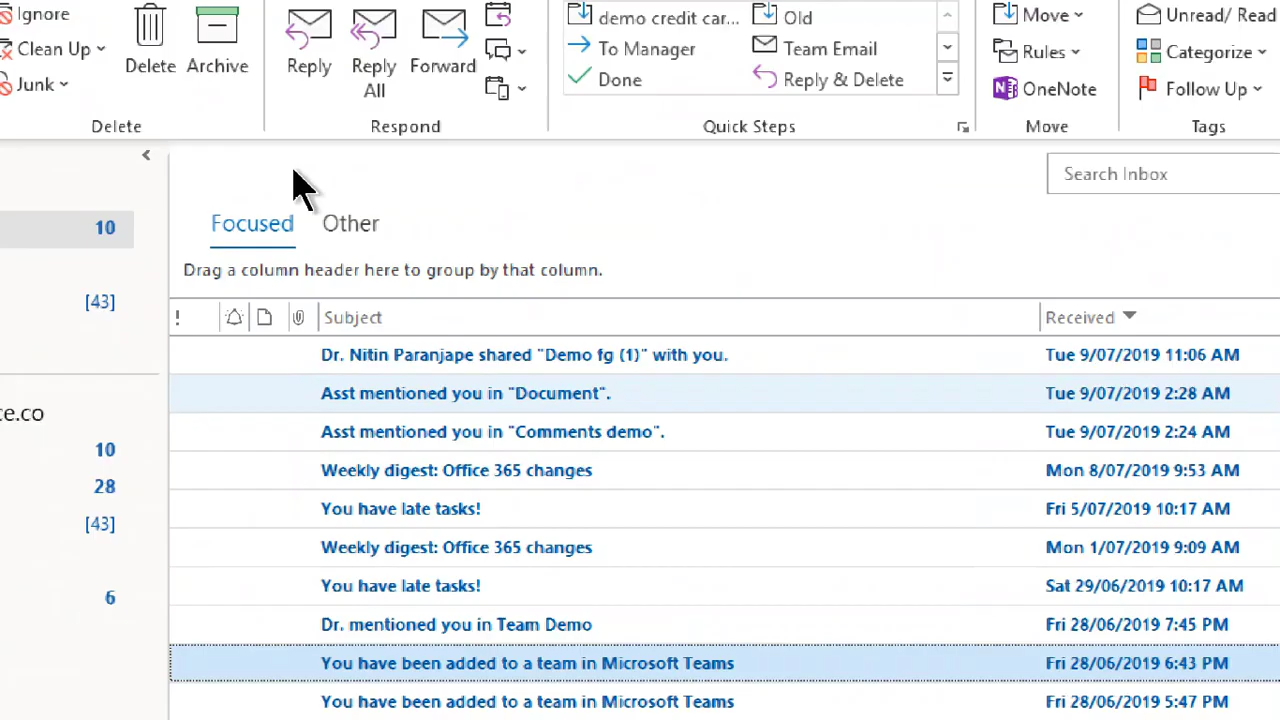 Ignore
Clean Up
Junk
Delete
Archive
Delete
Reply
Reply All
Forward
Respond
demo credit car...
To Manager
Done
Old
Team Email
Reply & Delete
Quick Steps
Move
Rules
OneNote
Move
Unread/ Read
Categorize
Follow Up
Tags
10
[43]
ce.co
10
28
[43]
6
Search Inbox
Focused Other
Drag a column header here to group by that column.
! Subject Received
Dr. Nitin Paranjape shared "Demo fg (1)" with you. Tue 9/07/2019 11:06 AM
Asst mentioned you in "Document". Tue 9/07/2019 2:28 AM
Asst mentioned you in "Comments demo". Tue 9/07/2019 2:24 AM
Weekly digest: Office 365 changes Mon 8/07/2019 9:53 AM
You have late tasks! Fri 5/07/2019 10:17 AM
Weekly digest: Office 365 changes Mon 1/07/2019 9:09 AM
You have late tasks! Sat 29/06/2019 10:17 AM
Dr. mentioned you in Team Demo Fri 28/06/2019 7:45 PM
You have been added to a team in Microsoft Teams Fri 28/06/2019 6:43 PM
You have been added to a team in Microsoft Teams Fri 28/06/2019 5:47 PM